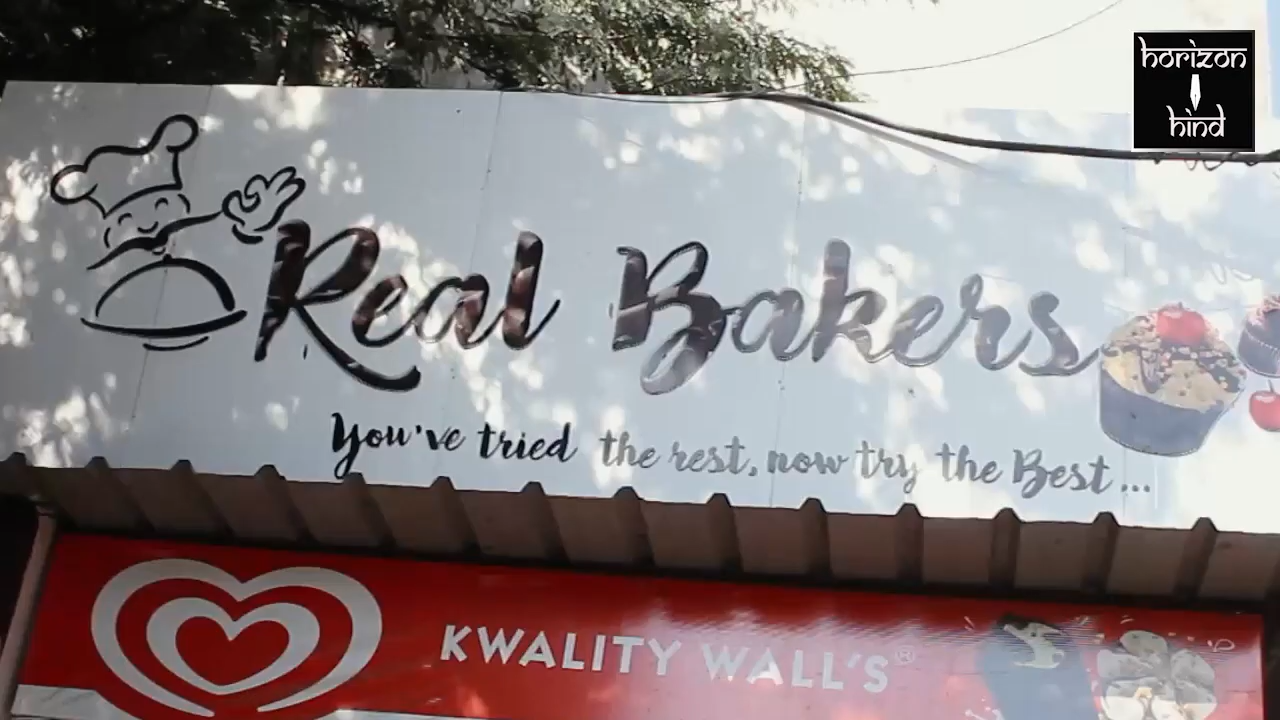 horizon
hind
Real Bakers
You've tried the rest, now try the Best...
KWALITY WALL'S®